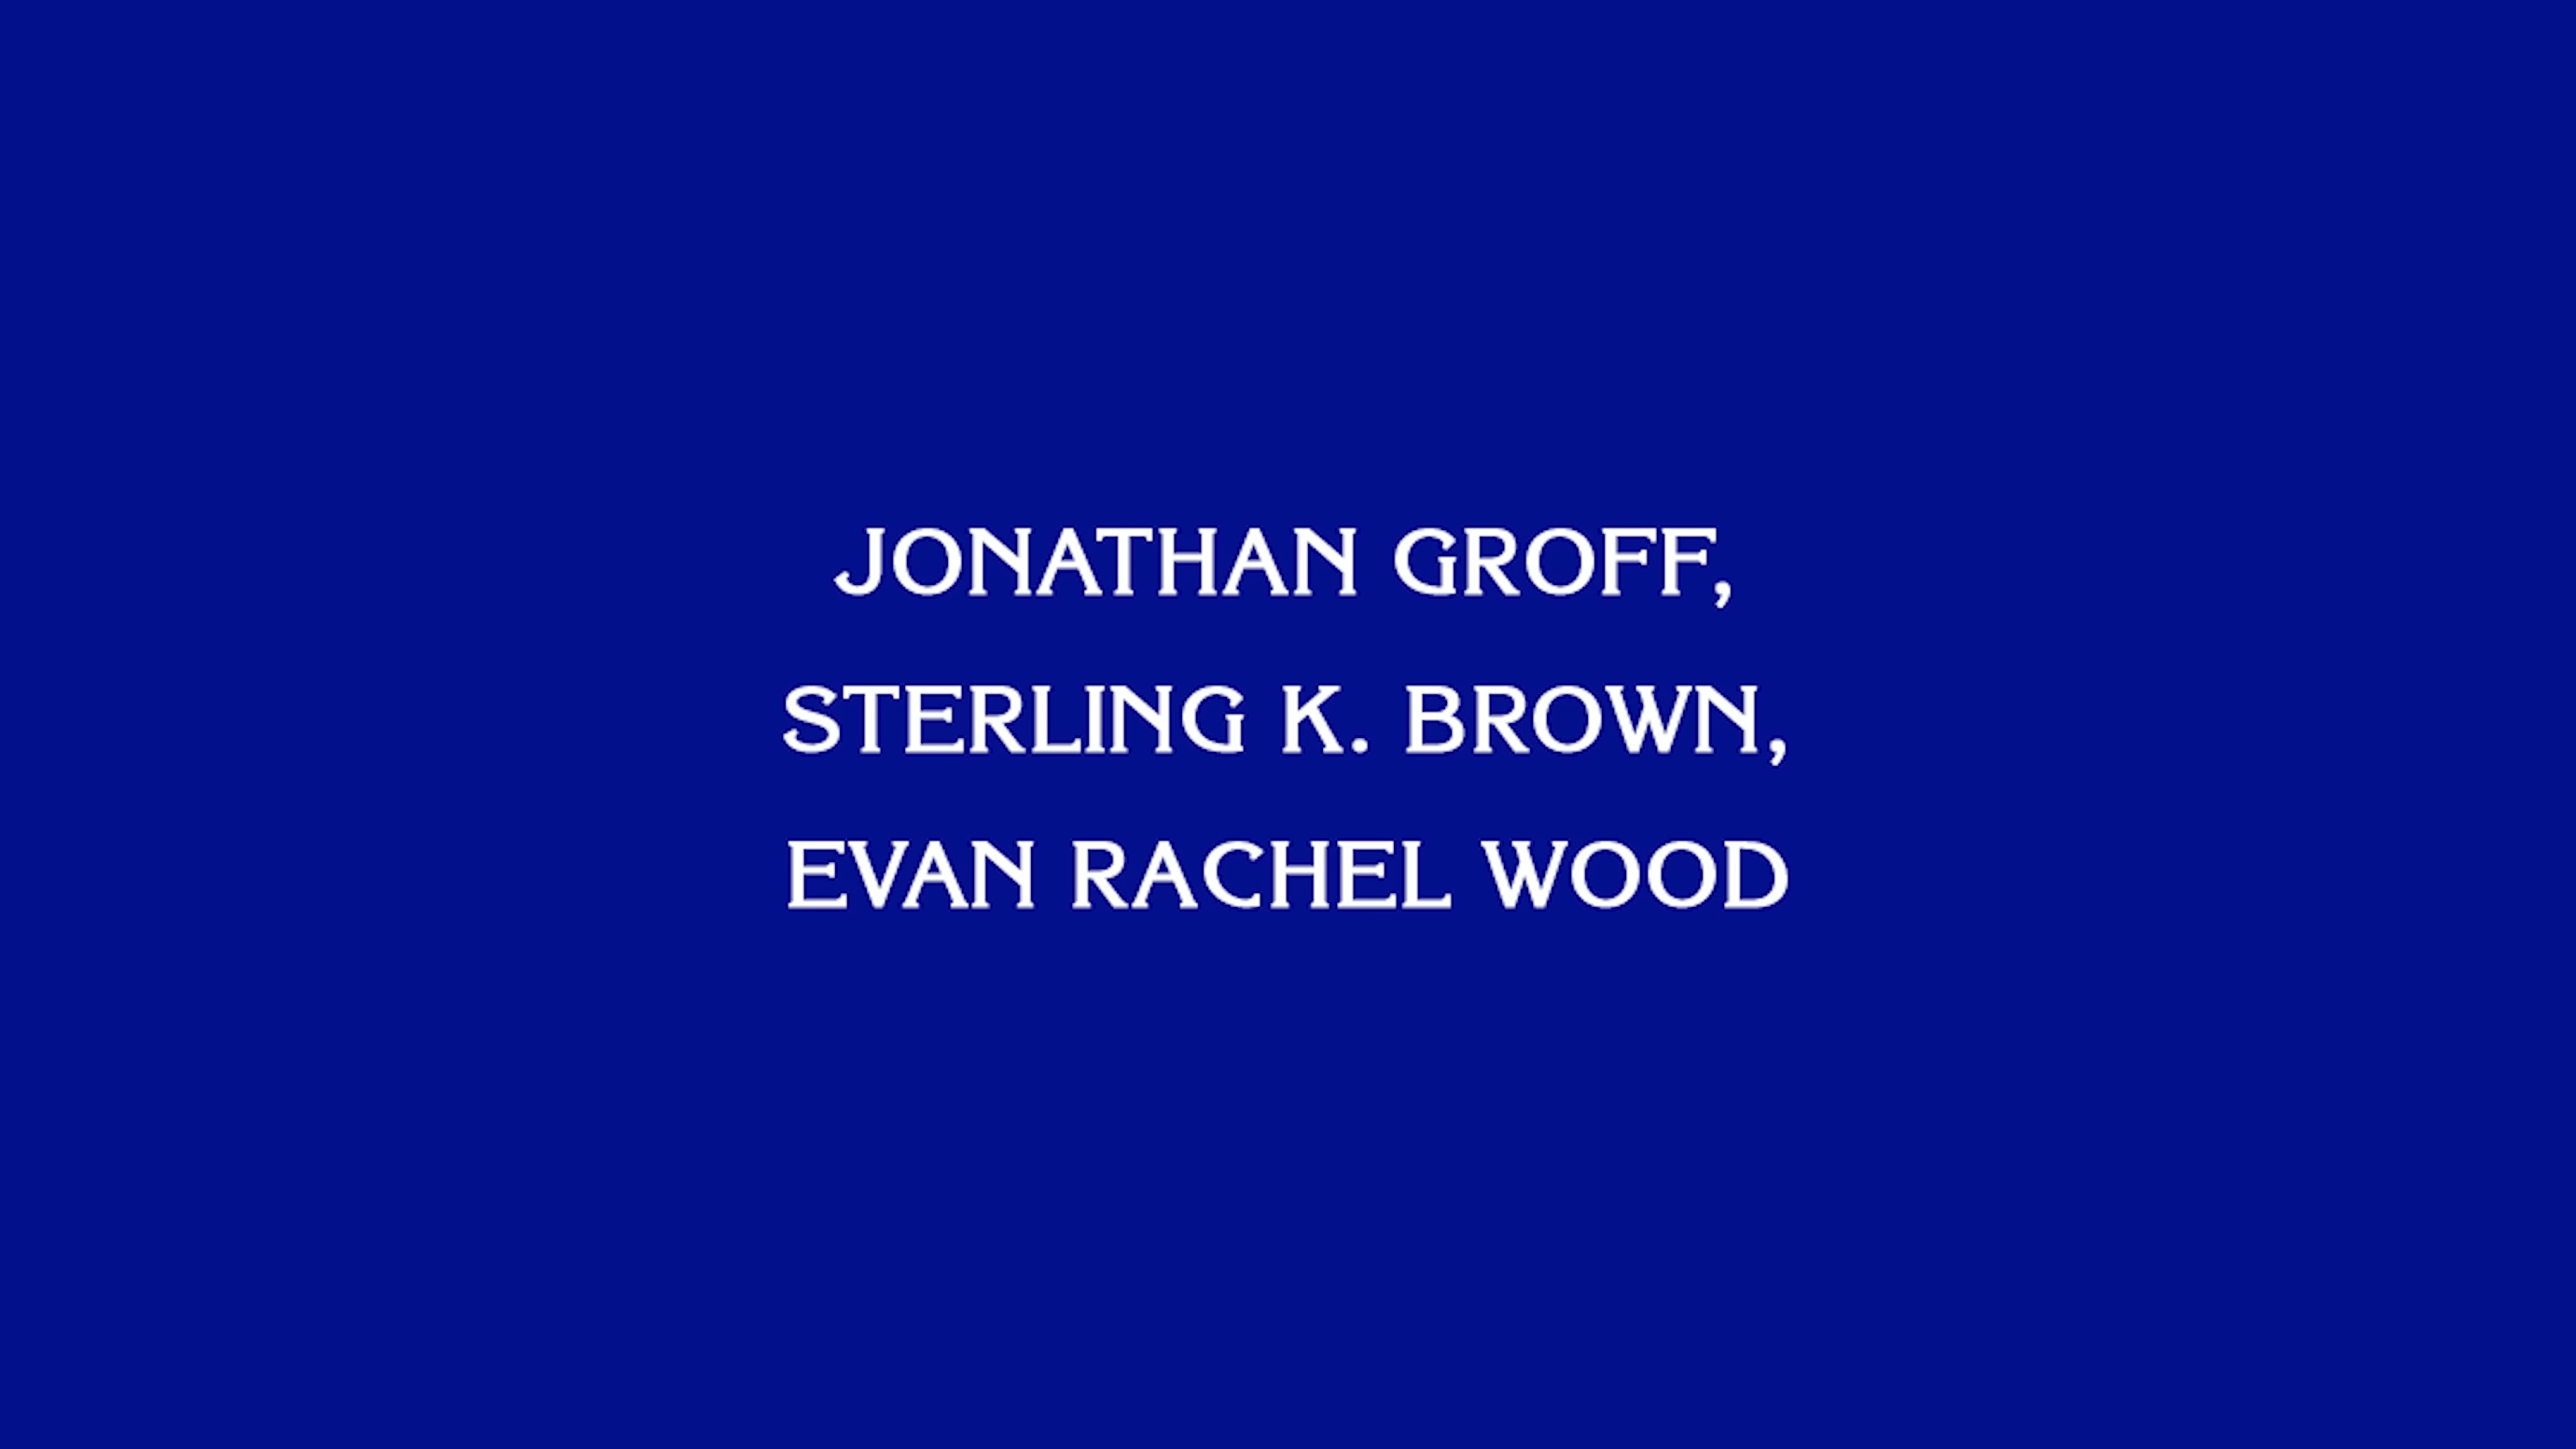 JONATHAN GROFF,
STERLING K. BROWN,
EVAN RACHEL WOOD